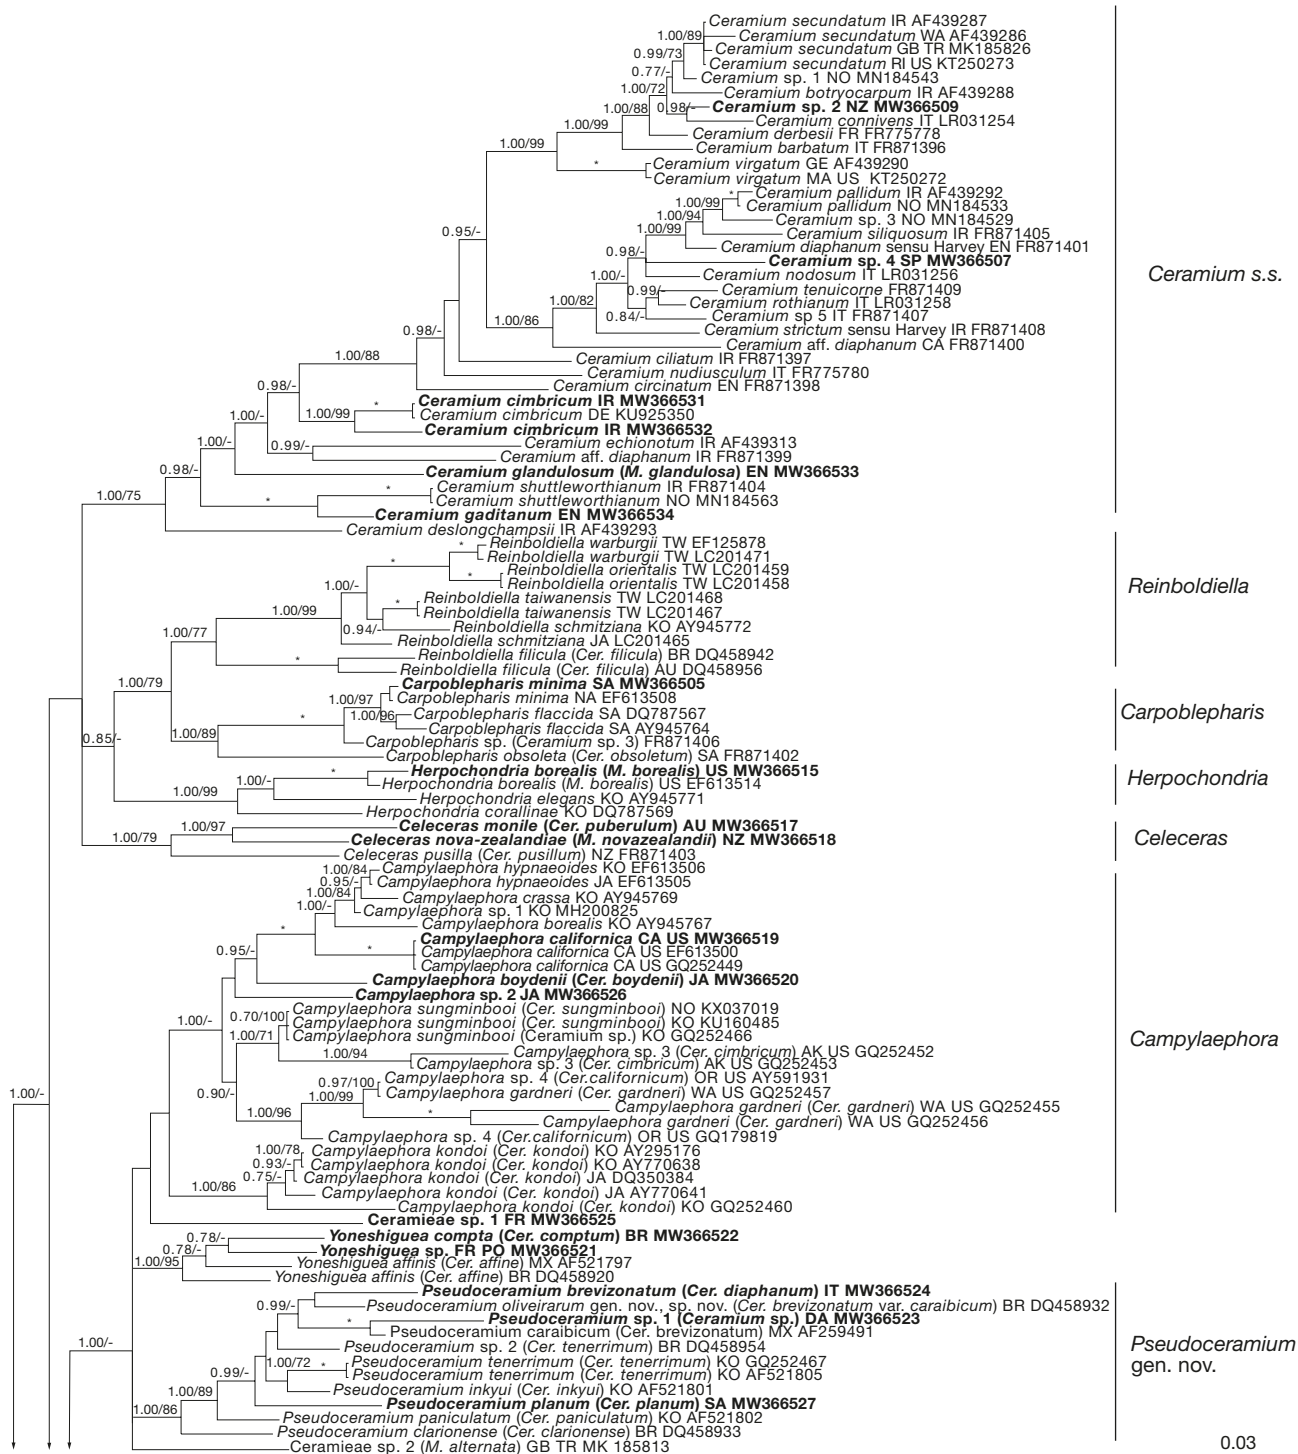 Ceramium secundatum IR AF439287
Ceramium secundatum WA AF439286
1.00/89
Ceramium secundatum GB TR MK185826
0.99/73
Ceramium secundatum RI US KT250273
0.77/-
Ceramium sp. 1 NO MN184543
1.00/72
Ceramium botryocarpum IR AF439288
1.00/88
0.98/-
Ceramium sp. 2 NZ MW366509
Ceramium connivens IT LR031254
1.00/99
Ceramium derbesii FR FR775778
1.00/99
Ceramium barbatum IT FR871396
*
Ceramium virgatum GE AF439290
Ceramium virgatum MA US KT250272
*
Ceramium pallidum IR AF439292
1.00/99
Ceramium pallidum NO MN184533
1.00/94
Ceramium sp. 3 NO MN184529
1.00/99
Ceramium siliquosum IR FR871405
0.95/-
Ceramium diaphanum sensu Harvey EN FR871401
0.98/-
Ceramium sp. 4 SP MW366507
Ceramium s.s.
1.00/-
Ceramium nodosum IT LR031256
0.99/-
Ceramium tenuicorne FR871409
1.00/82
Ceramium rothianum IT LR031258
0.84/-
Ceramium sp 5 IT FR871407
1.00/86
Ceramium strictum sensu Harvey IR FR871408
0.98/-
Ceramium aff. diaphanum CA FR871400
1.00/88
Ceramium ciliatum IR FR871397
Ceramium nudiusculum IT FR775780
0.98/-
Ceramium circinatum EN FR871398
*
Ceramium cimbricum IR MW366531
1.00/-
1.00/99
Ceramium cimbricum DE KU925350
Ceramium cimbricum IR MW366532
1.00/-
0.99/-
Ceramium echionotum IR AF439313
Ceramium aff. diaphanum IR FR871399
0.98/-
Ceramium glandulosum (M. glandulosa) EN MW366533
*
Ceramium shuttleworthianum IR FR871404
1.00/75
*
Ceramium shuttleworthianum NO MN184563
Ceramium gaditanum EN MW366534
Ceramium deslongchampsii IR AF439293
*
Reinboldiella warburgii TW EF125878
*
Reinboldiella warburgii TW LC201471
*
Reinboldiella orientalis TW LC201459
Reinboldiella orientalis TW LC201458
Reinboldiella
1.00/-
*
Reinboldiella taiwanensis TW LC201468
1.00/99
Reinboldiella taiwanensis TW LC201467
0.94/-
Reinboldiella schmitziana KO AY945772
1.00/77
Reinboldiella schmitziana JA LC201465
*
Reinboldiella filicula (Cer. filicula) BR DQ458942
Reinboldiella filicula (Cer. filicula) AU DQ458956
1.00/79
Carpoblepharis minima SA MW366505
1.00/97
Carpoblepharis minima NA EF613508
*
1.00/96
Carpoblepharis flaccida SA DQ787567
Carpoblepharis
Carpoblepharis flaccida SA AY945764
0.85/-
1.00/89
Carpoblepharis sp. (Ceramium sp. 3) FR871406
Carpoblepharis obsoleta (Cer. obsoletum) SA FR871402
*
Herpochondria borealis (M. borealis) US MW366515
1.00/-
Herpochondria borealis (M. borealis) US EF613514
Herpochondria
1.00/99
Herpochondria elegans KO AY945771
Herpochondria corallinae KO DQ787569
1.00/97
Celeceras monile (Cer. puberulum) AU MW366517
1.00/79
Celeceras nova-zealandiae (M. novazealandii) NZ MW366518
Celeceras
Celeceras pusilla (Cer. pusillum) NZ FR871403
1.00/84
Campylaephora hypnaeoides KO EF613506
0.95/-
Campylaephora hypnaeoides JA EF613505
1.00/84
Campylaephora crassa KO AY945769
1.00/-
Campylaephora sp. 1 KO MH200825
*
Campylaephora borealis KO AY945767
*
Campylaephora californica CA US MW366519
0.95/-
Campylaephora californica CA US EF613500
Campylaephora californica CA US GQ252449
Campylaephora boydenii (Cer. boydenii) JA MW366520
Campylaephora sp. 2 JA MW366526
1.00/-
0.70/100
Campylaephora sungminbooi (Cer. sungminbooi) NO KX037019
Campylaephora sungminbooi (Cer. sungminbooi) KO KU160485
1.00/71
Campylaephora sungminbooi (Ceramium sp.) KO GQ252466
Campylaephora
1.00/94
Campylaephora sp. 3 (Cer. cimbricum) AK US GQ252452
Campylaephora sp. 3 (Cer. cimbricum) AK US GQ252453
0.97/100
Campylaephora sp. 4 (Cer.californicum) OR US AY591931
1.00/-
0.90/-
1.00/99
Campylaephora gardneri (Cer. gardneri) WA US GQ252457
*
Campylaephora gardneri (Cer. gardneri) WA US GQ252455
1.00/96
Campylaephora gardneri (Cer. gardneri) WA US GQ252456
Campylaephora sp. 4 (Cer.californicum) OR US GQ179819
1.00/78
Campylaephora kondoi (Cer. kondoi) KO AY295176
0.93/-
Campylaephora kondoi (Cer. kondoi) KO AY770638
0.75/-
Campylaephora kondoi (Cer. kondoi) JA DQ350384
1.00/86
Campylaephora kondoi (Cer. kondoi) JA AY770641
Campylaephora kondoi (Cer. kondoi) KO GQ252460
Ceramieae sp. 1 FR MW366525
0.78/-
Yoneshiguea compta (Cer. comptum) BR MW366522
0.78/-
Yoneshiguea sp. FR PO MW366521
1.00/95
Yoneshiguea affinis (Cer. affine) MX AF521797
Yoneshiguea affinis (Cer. affine) BR DQ458920
Pseudoceramium brevizonatum (Cer. diaphanum) IT MW366524
0.99/-
Pseudoceramium oliveirarum gen. nov., sp. nov. (Cer. brevizonatum var. caraibicum) BR DQ458932
*
Pseudoceramium sp. 1 (Ceramium sp.) DA MW366523
Pseudoceramium caraibicum (Cer. brevizonatum) MX AF259491
1.00/-
Pseudoceramium sp. 2 (Cer. tenerrimum) BR DQ458954
Pseudoceramium
gen. nov.
1.00/72
*
Pseudoceramium tenerrimum (Cer. tenerrimum) KO GQ252467
0.99/-
Pseudoceramium tenerrimum (Cer. tenerrimum) KO AF521805
1.00/89
Pseudoceramium inkyui (Cer. inkyui) KO AF521801
1.00/86
Pseudoceramium planum (Cer. planum) SA MW366527
Pseudoceramium paniculatum (Cer. paniculatum) KO AF521802
Pseudoceramium clarionense (Cer. clarionense) BR DQ458933
Ceramieae sp. 2 (M. alternata) GB TR MK 185813
0.03